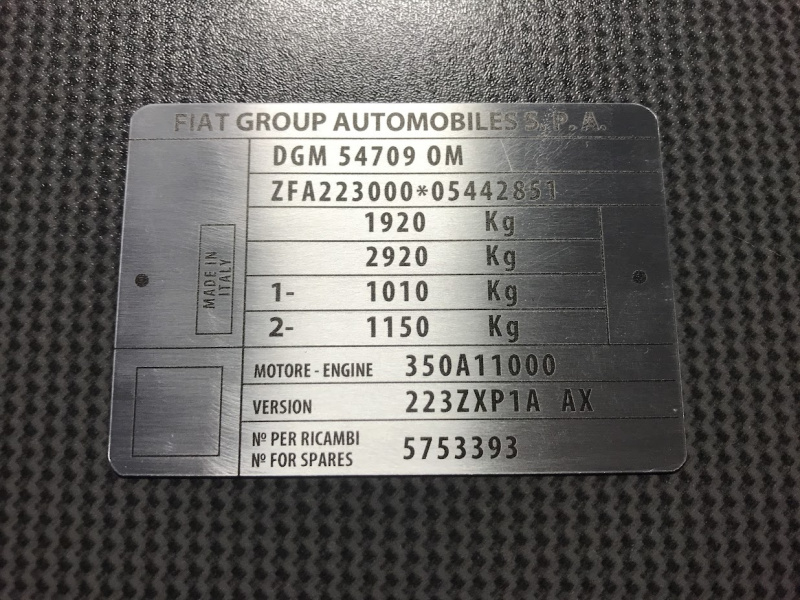 FIAT GROUP AUTOMOBILES S.P.A.
DGM 54709 OM
ZFA223000*05442851
1920 Kg
2920 Kg
1- 1010 Kg
2- 1150 Kg
MADE IN
ITALY
MOTORE - ENGINE 350A11000
VERSION 223ZXP1A AX
Nº PER RICAMBI
Nº FOR SPARES 5753393